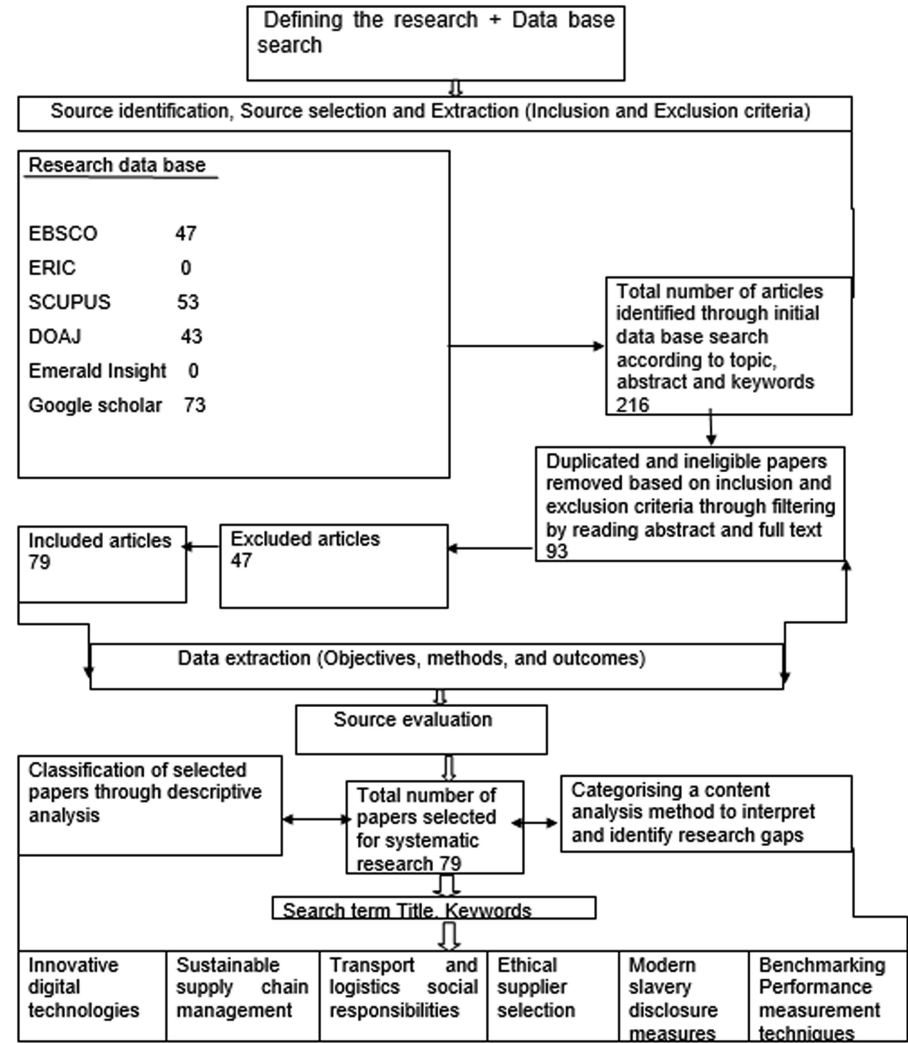 Defining the research + Data base
search
Source identification, Source selection and Extraction (Inclusion and Exclusion criteria)
Research data base
EBSCO 47
ERIC 0
SCUPUS 53
DOAJ 43
Emerald Insight 0
Google scholar 73
Total number of articles
identified through initial
data base search
according to topic,
abstract and keywords
216
Duplicated and ineligible papers
removed based on inclusion and
exclusion criteria through filtering
by reading abstract and full text
93
Excluded articles
47
Included articles
79
Data extraction (Objectives, methods, and outcomes)
Source evaluation
Classification of selected
papers through descriptive
analysis
Total number of
papers selected
for systematic
research 79
Categorising a content
analysis method to interpret
and identify research gaps
Search term Title, Keywords
Innovative
digital
technologies
Sustainable
supply chain
management
Transport and
logistics social
responsibilities
Ethical
supplier
selection
Modern
slavery
disclosure
measures
Benchmarking
Performance
measurement
techniques